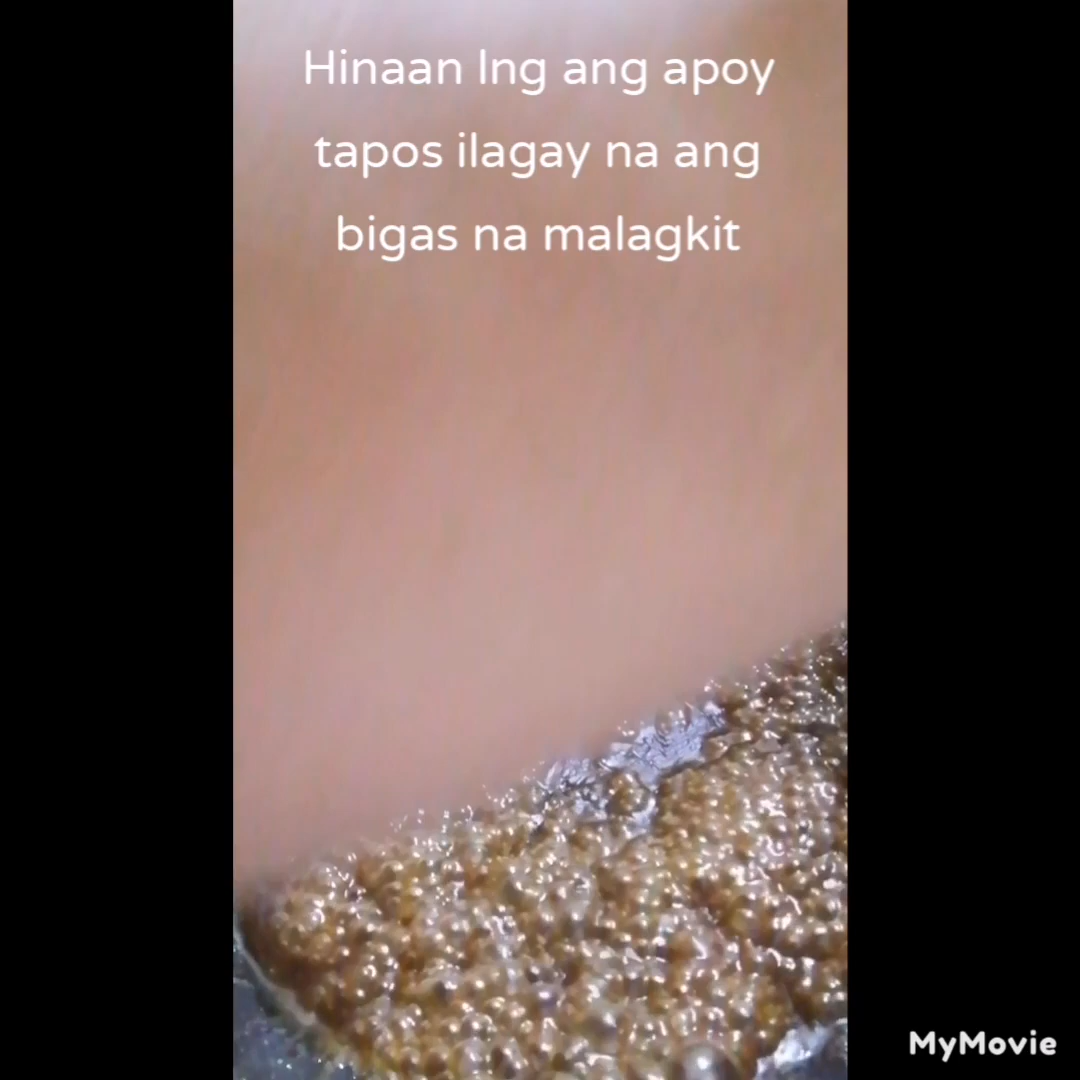 Hinaan lng ang apoy
tapos ilagay na ang
bigas na malagkit
MyMovie